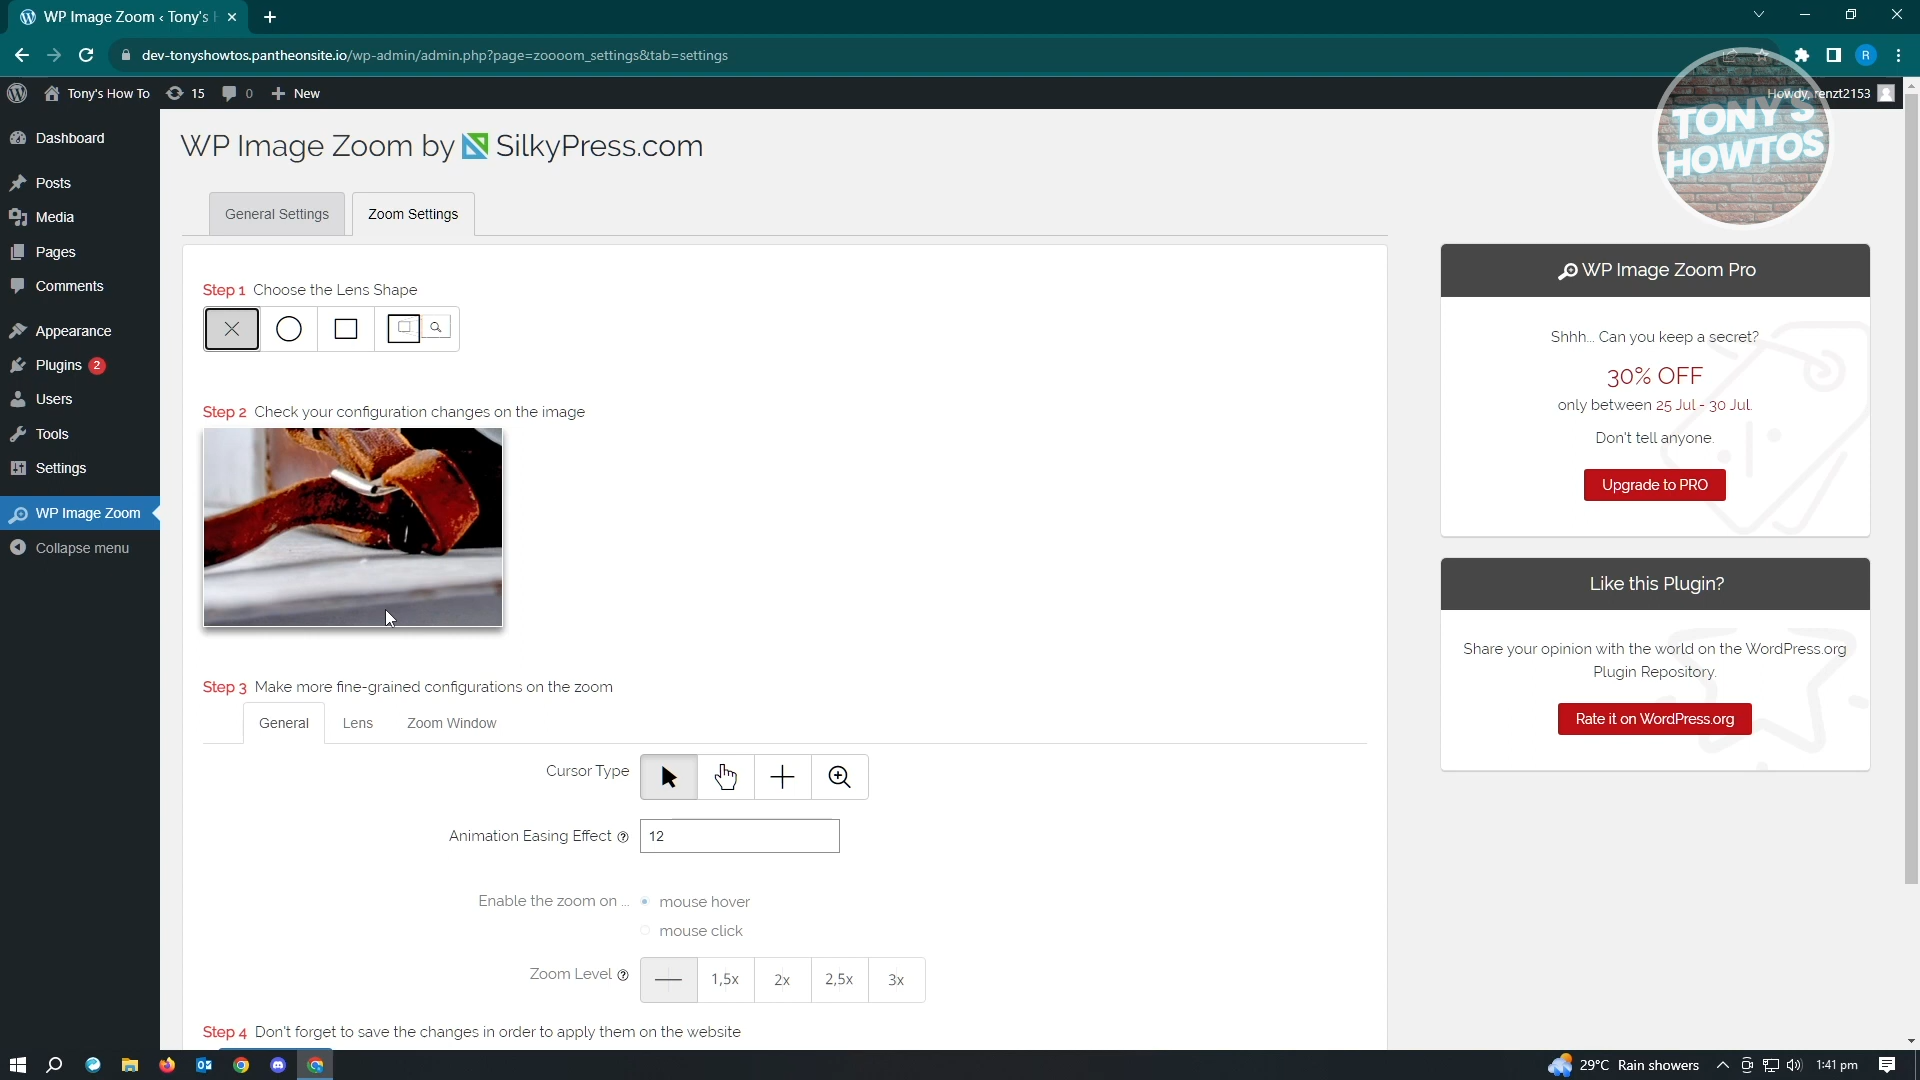 WP Image Zoom ‹ Tony's H
dev-tonyshowtos.pantheonsite.io/wp-admin/admin.php?page=zoooom_settings&tab=settings
R
Tony's How To
15
0
New
Howdy, renzt2153
TONY'S
HOWTOS
Dashboard
Posts
Media
Pages
Comments
Appearance
Plugins 2
Users
Tools
Settings
WP Image Zoom
Collapse menu
WP Image Zoom by SilkyPress.com
General Settings
Zoom Settings
Step 1 Choose the Lens Shape
Step 2 Check your configuration changes on the image
Step 3 Make more fine-grained configurations on the zoom
General
Lens
Zoom Window
Cursor Type
Animation Easing Effect
12
Enable the zoom on ...
mouse hover
mouse click
Zoom Level
1,5x
2x
2,5x
3x
Step 4 Don't forget to save the changes in order to apply them on the website
WP Image Zoom Pro
Shhh... Can you keep a secret?
30% OFF
only between 25 Jul - 30 Jul.
Don't tell anyone.
Upgrade to PRO
Like this Plugin?
Share your opinion with the world on the WordPress.org
Plugin Repository.
Rate it on WordPress.org
29°C Rain showers
1:41 pm